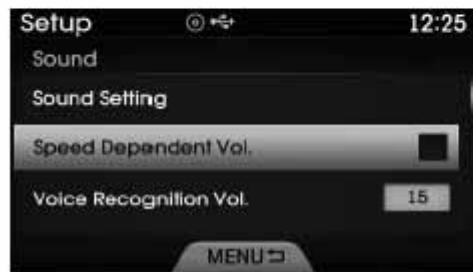 Setup 12:25
Sound
Sound Setting
Speed Dependent Vol.
Voice Recognition Vol. 15
MENU